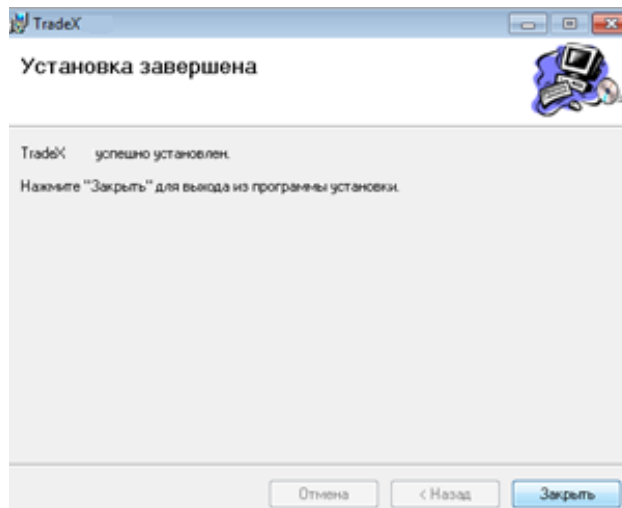 TradeX
Установка завершена
TradeX успешно установлен.
Нажмите "Закрыть" для выхода из программы установки.
Отмена
< Назад
Закрыть